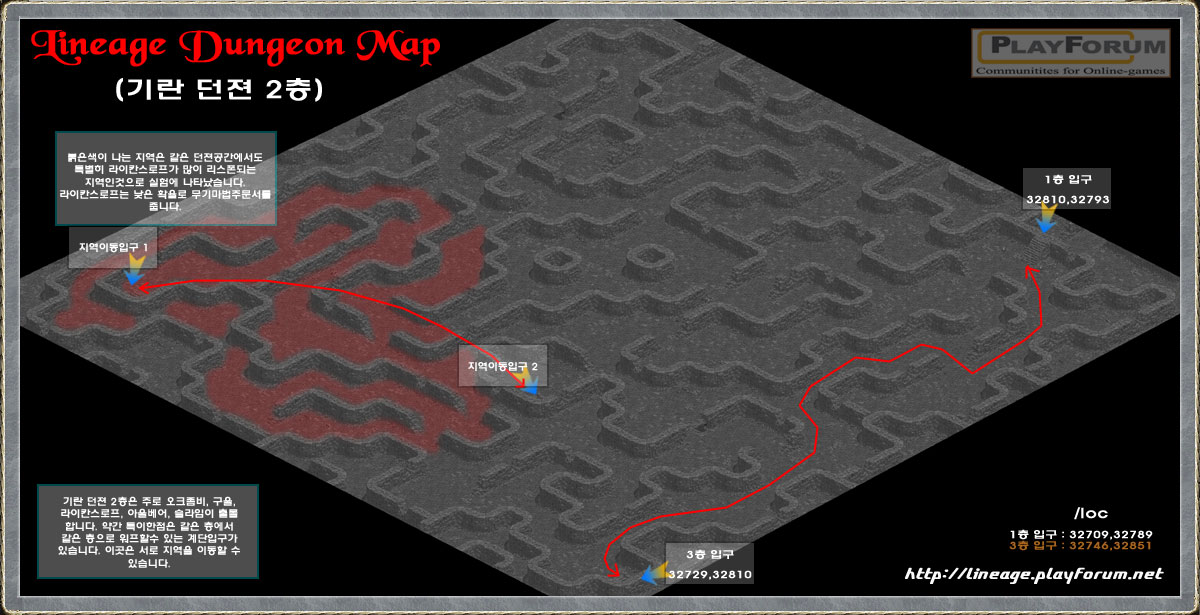 Lineage Dungeon Map
(기란 던젼 2층)
PLAYFORUM
Communitites for Online-games
붉은색이 나는 지역은 같은 던젼공간에서도
특별히 라이칸스로프가 많이 리스폰되는
지역인것으로 실험에 나타났습니다.
라이칸스로프는 낮은 확율로 무기마법주문서를
줍니다.
1층 입구
32810,32793
지역이동입구 1
지역이동입구 2
기란 던젼 2층은 주로 오크좀비, 구울,
라이칸스로프, 아울베어, 슬라임이 출몰
합니다. 약간 특이한점은 같은 층에서
같은 층으로 워프할수 있는 계단입구가
있습니다. 이곳은 서로 지역을 이동할 수
있습니다.
/loc
1층 입구 : 32709,32789
3층 입구 : 32746,32851
3층 입구
32729,32810
http://lineage.playforum.net